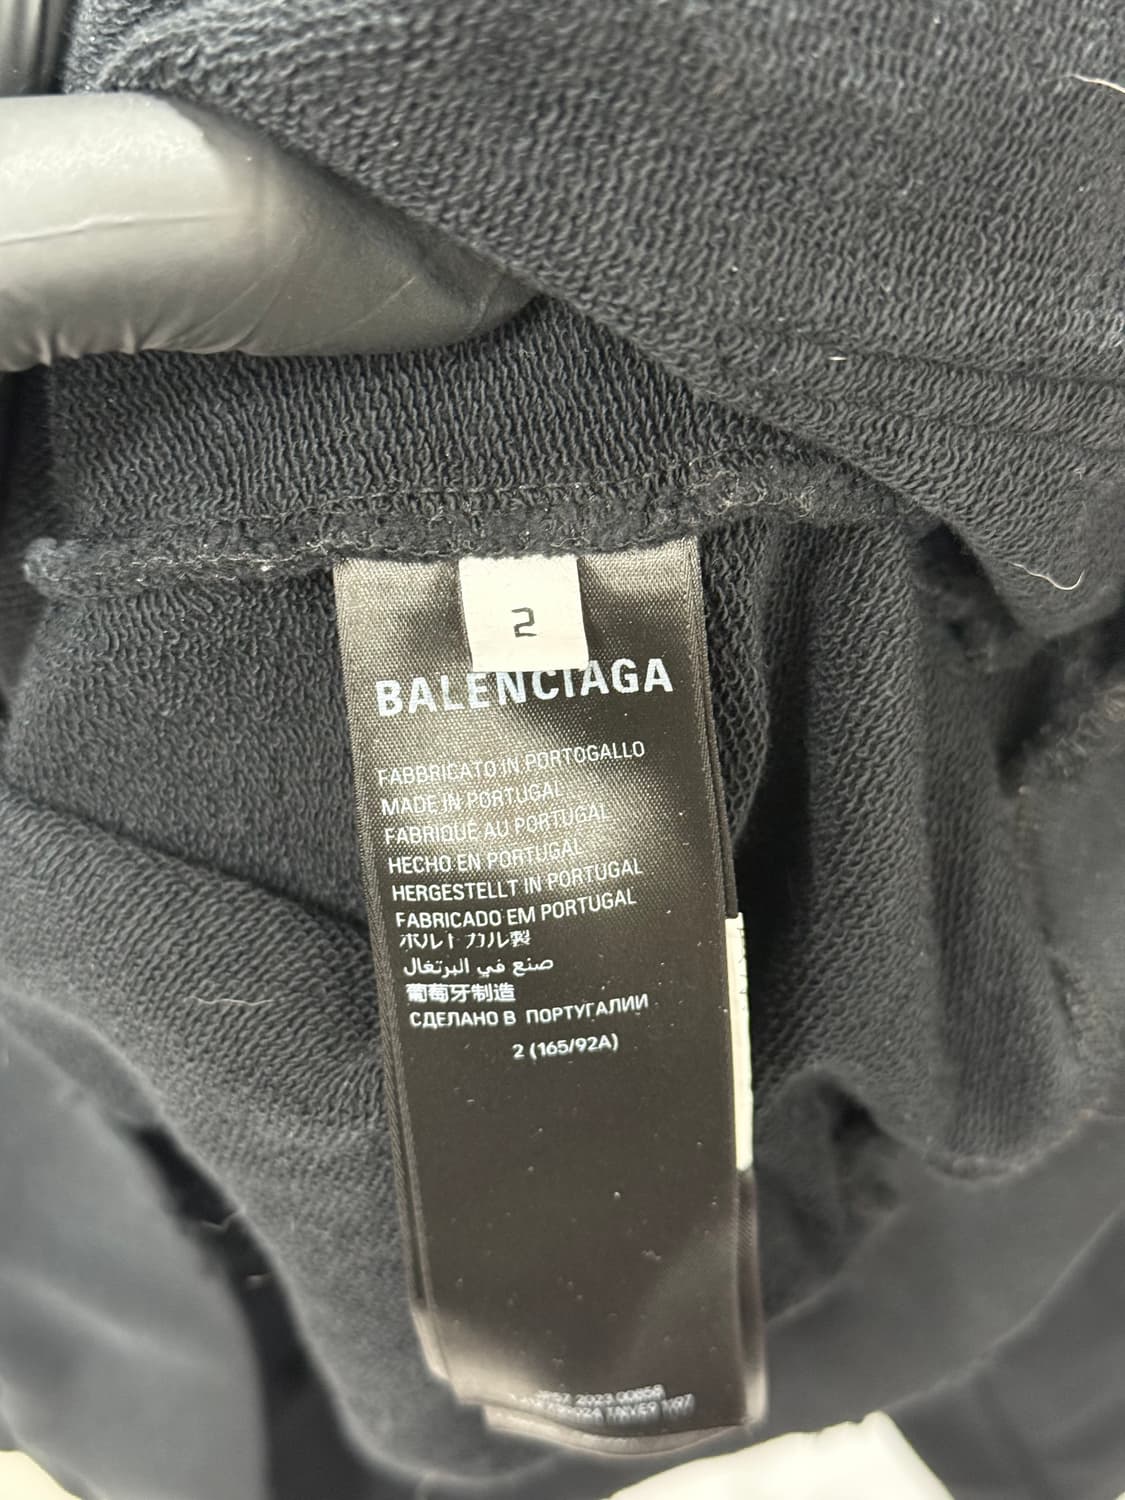 2
BALENCIAGA
FABBRICATO IN PORTOGALLO
MADE IN PORTUGAL
FABRIQUÉ AU PORTUGAL
HECHO EN PORTUGAL
HERGESTELLT IN PORTUGAL
FABRICADO EM PORTUGAL
ポルトガル製
صنع في البرتغال
葡萄牙制造
СДЕЛАНО В ПОРТУГАЛИИ
2 (165/92A)
2023 00858